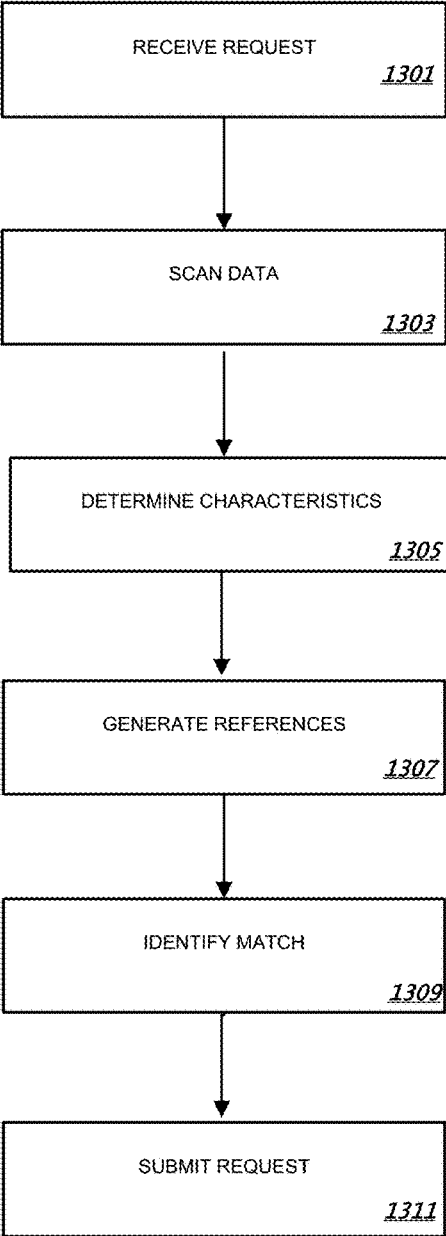 RECEIVE REQUEST
1301
SCAN DATA
1303
DETERMINE CHARACTERISTICS
1305
GENERATE REFERENCES
1307
IDENTIFY MATCH
1309
SUBMIT REQUEST
1311